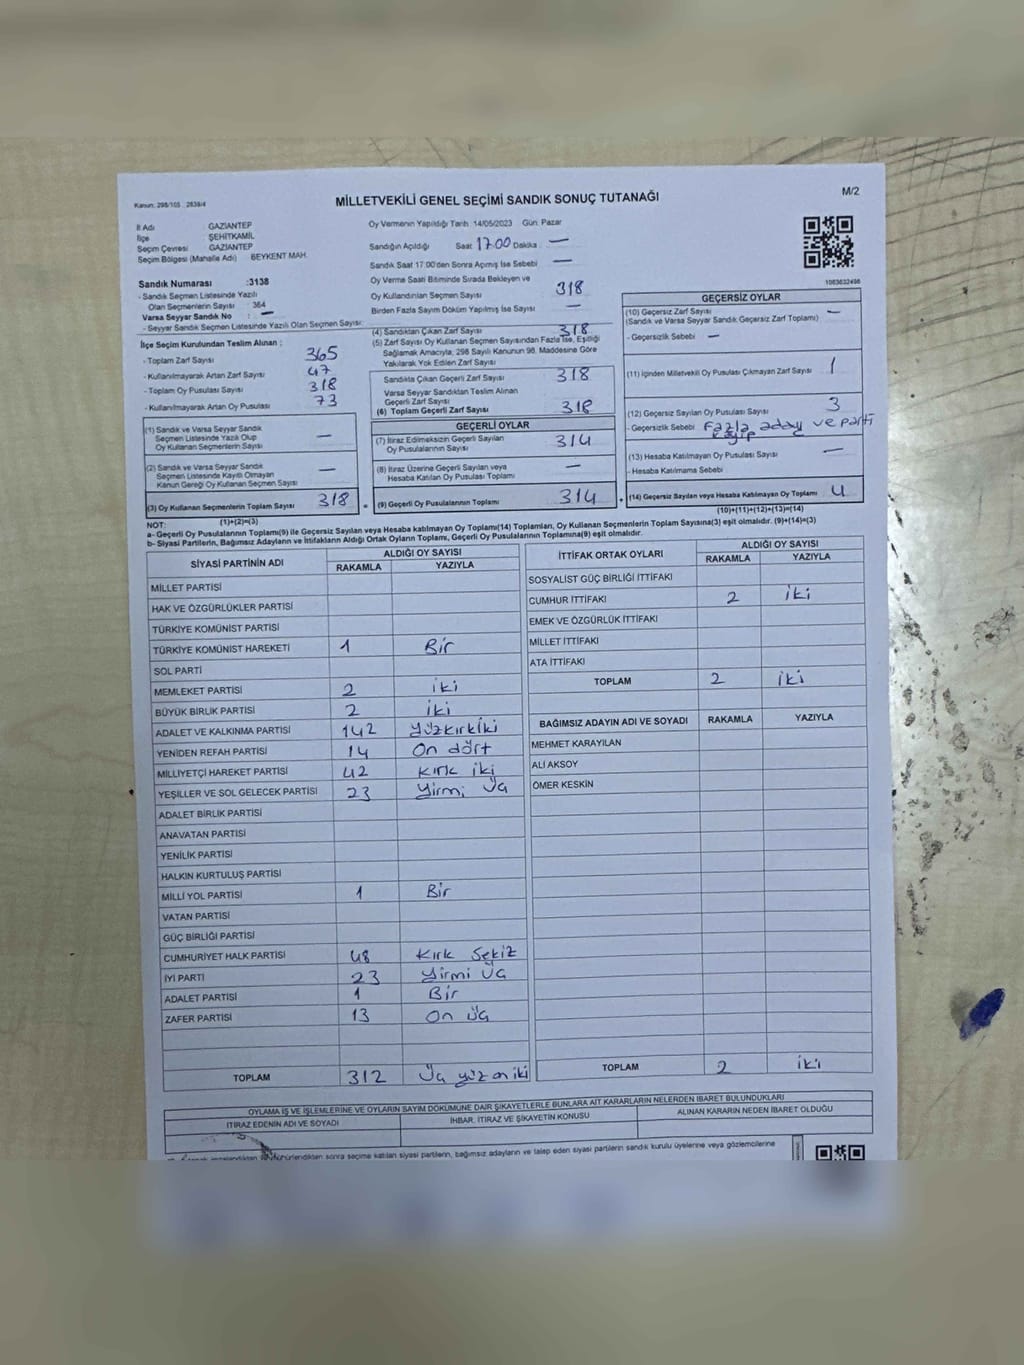 Kanun: 298/105 2839/4
MİLLETVEKİLİ GENEL SEÇİMİ SANDIK SONUÇ TUTANAĞI
M/2
İl Adı GAZİANTEP
İlçe ŞEHİTKAMİL
Seçim Çevresi GAZİANTEP
Seçim Bölgesi (Mahalle Adı) BEYKENT MAH.
Sandık Numarası :3138
- Sandık Seçmen Listesinde Yazılı
Olan Seçmenlerin Sayısı : 364
Varsa Seyyar Sandık No : —
- Seyyar Sandık Seçmen Listesinde Yazılı Olan Seçmen Sayısı:
İlçe Seçim Kurulundan Teslim Alınan ;
- Toplam Zarf Sayısı 365
- Kullanılmayarak Artan Zarf Sayısı 47
- Toplam Oy Pusulası Sayısı 318
- Kullanılmayarak Artan Oy Pusulası 73
(1) Sandık ve Varsa Seyyar Sandık
Seçmen Listesinde Yazılı Olup
Oy Kullanan Seçmenlerin Sayısı —
(2) Sandık ve Varsa Seyyar Sandık
Seçmen Listesinde Kayıtlı Olmayan
Kanun Gereği Oy Kullanan Seçmen Sayısı —
(3) Oy Kullanan Seçmenlerin Toplam Sayısı 318
(1)+(2)=(3)
Oy Vermenin Yapıldığı Tarih: 14/05/2023 Gün: Pazar
Sandığın Açıldığı Saat 17.00 Dakika : —
Sandık Saat 17:00'den Sonra Açmış İse Sebebi —
Oy Verme Saati Bitiminde Sırada Bekleyen ve
Oy Kullandırılan Seçmen Sayısı 318
Birden Fazla Sayım Döküm Yapılmış İse Sayısı —
(4) Sandıktan Çıkan Zarf Sayısı 318
(5) Zarf Sayısı Oy Kullanan Seçmen Sayısından Fazla İse, Eşitliği
Sağlamak Amacıyla, 298 Sayılı Kanunun 98. Maddesine Göre
Yakılarak Yok Edilen Zarf Sayısı
Sandıkta Çıkan Geçerli Zarf Sayısı 318
Varsa Seyyar Sandıktan Teslim Alınan
Geçerli Zarf Sayısı
(6) Toplam Geçerli Zarf Sayısı 318
GEÇERLİ OYLAR
(7) İtiraz Edilmeksizin Geçerli Sayılan
Oy Pusulasının Sayısı 314
(8) İtiraz Üzerine Geçerli Sayılan veya
Hesaba Katılan Oy Pusulası Toplamı —
(9) Geçerli Oy Pusulalarının Toplamı 314
1083632498
GEÇERSİZ OYLAR
(10) Geçersiz Zarf Sayısı —
(Sandık ve Varsa Seyyar Sandık Geçersiz Zarf Toplamı)
- Geçersizlik Sebebi —
(11) İçinden Milletvekili Oy Pusulası Çıkmayan Zarf Sayısı 1
(12) Geçersiz Sayılan Oy Pusulası Sayısı 3
- Geçersizlik Sebebi Fazla aday ve parti
(13) Hesaba Katılmayan Oy Pusulası Sayısı —
- Hesaba Katılmama Sebebi
(14) Geçersiz Sayılan veya Hesaba Katılmayan Oy Toplamı 4
(10)+(11)+(12)+(13)=(14)
NOT:
a- Geçerli Oy Pusulasının Toplamı(9) ile Geçersiz Sayılan veya Hesaba katılmayan Oy Toplamı(14) Toplamları, Oy Kullanan Seçmenlerin Toplam Sayısına(3) eşit olmalıdır. (9)+(14)=(3)
b- Siyasi Partilerin, Bağımsız Adayların ve İttifakların Aldığı Ortak Oyların Toplamı, Geçerli Oy Pusulalarının Toplamına(9) eşit olmalıdır.
SİYASİ PARTİNİN ADI ALDIĞI OY SAYISI
RAKAMLA YAZIYLA
MİLLET PARTİSİ
HAK VE ÖZGÜRLÜKLER PARTİSİ
TÜRKİYE KOMÜNİST PARTİSİ
TÜRKİYE KOMÜNİST HAREKETİ 1 Bir
SOL PARTİ
MEMLEKET PARTİSİ 2 iki
BÜYÜK BİRLİK PARTİSİ 2 iki
ADALET VE KALKINMA PARTİSİ 142 yüzkırkiki
YENİDEN REFAH PARTİSİ 14 On dört
MİLLİYETÇİ HAREKET PARTİSİ 42 Kırk iki
YEŞİLLER VE SOL GELECEK PARTİSİ 23 yirmi üç
ADALET BİRLİK PARTİSİ
ANAVATAN PARTİSİ
YENİLİK PARTİSİ
HALKIN KURTULUŞ PARTİSİ
MİLLİ YOL PARTİSİ 1 Bir
VATAN PARTİSİ
GÜÇ BİRLİĞİ PARTİSİ
CUMHURİYET HALK PARTİSİ 48 Kırk Sekiz
İYİ PARTİ 23 yirmi üç
ADALET PARTİSİ 1 Bir
ZAFER PARTİSİ 13 On üç
TOPLAM 312 Üç yüz on iki
İTTİFAK ORTAK OYLARI ALDIĞI OY SAYISI
RAKAMLA YAZIYLA
SOSYALİST GÜÇ BİRLİĞİ İTTİFAKI
CUMHUR İTTİFAKI 2 iki
EMEK VE ÖZGÜRLÜK İTTİFAKI
MİLLET İTTİFAKI
ATA İTTİFAKI
TOPLAM 2 iki
BAĞIMSIZ ADAYIN ADI VE SOYADI RAKAMLA YAZIYLA
MEHMET KARAYILAN
ALİ AKSOY
ÖMER KESKİN
TOPLAM 2 iki
OYLAMA İŞ VE İŞLEMLERİNE VE OYLARIN SAYIM DÖKÜMÜNE DAİR ŞİKAYETLERLE BUNLARA AİT KARARLARIN NELERDEN İBARET BULUNDUKLARI
İTİRAZ EDENİN ADI VE SOYADI İHBAR, İTİRAZ VE ŞİKAYETİN KONUSU ALINAN KARARIN NEDEN İBARET OLDUĞU
sonra seçime katılan siyasi partilerin, bağımsız adayların ve talep eden siyasi partilerin sandık kurulu üyelerine veya gözlemcilerine